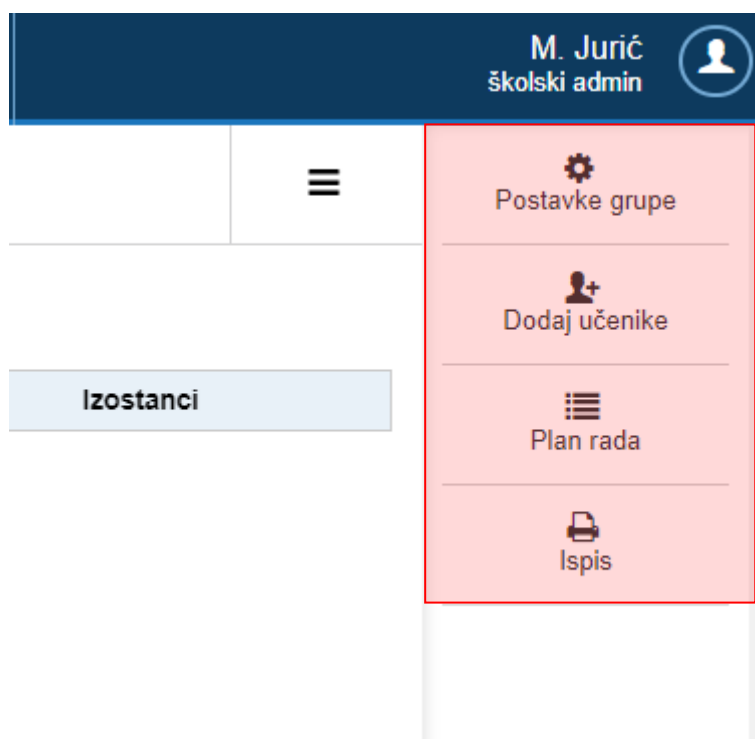 M. Jurić
školski admin
Postavke grupe
Dodaj učenike
Izostanci
Plan rada
Ispis